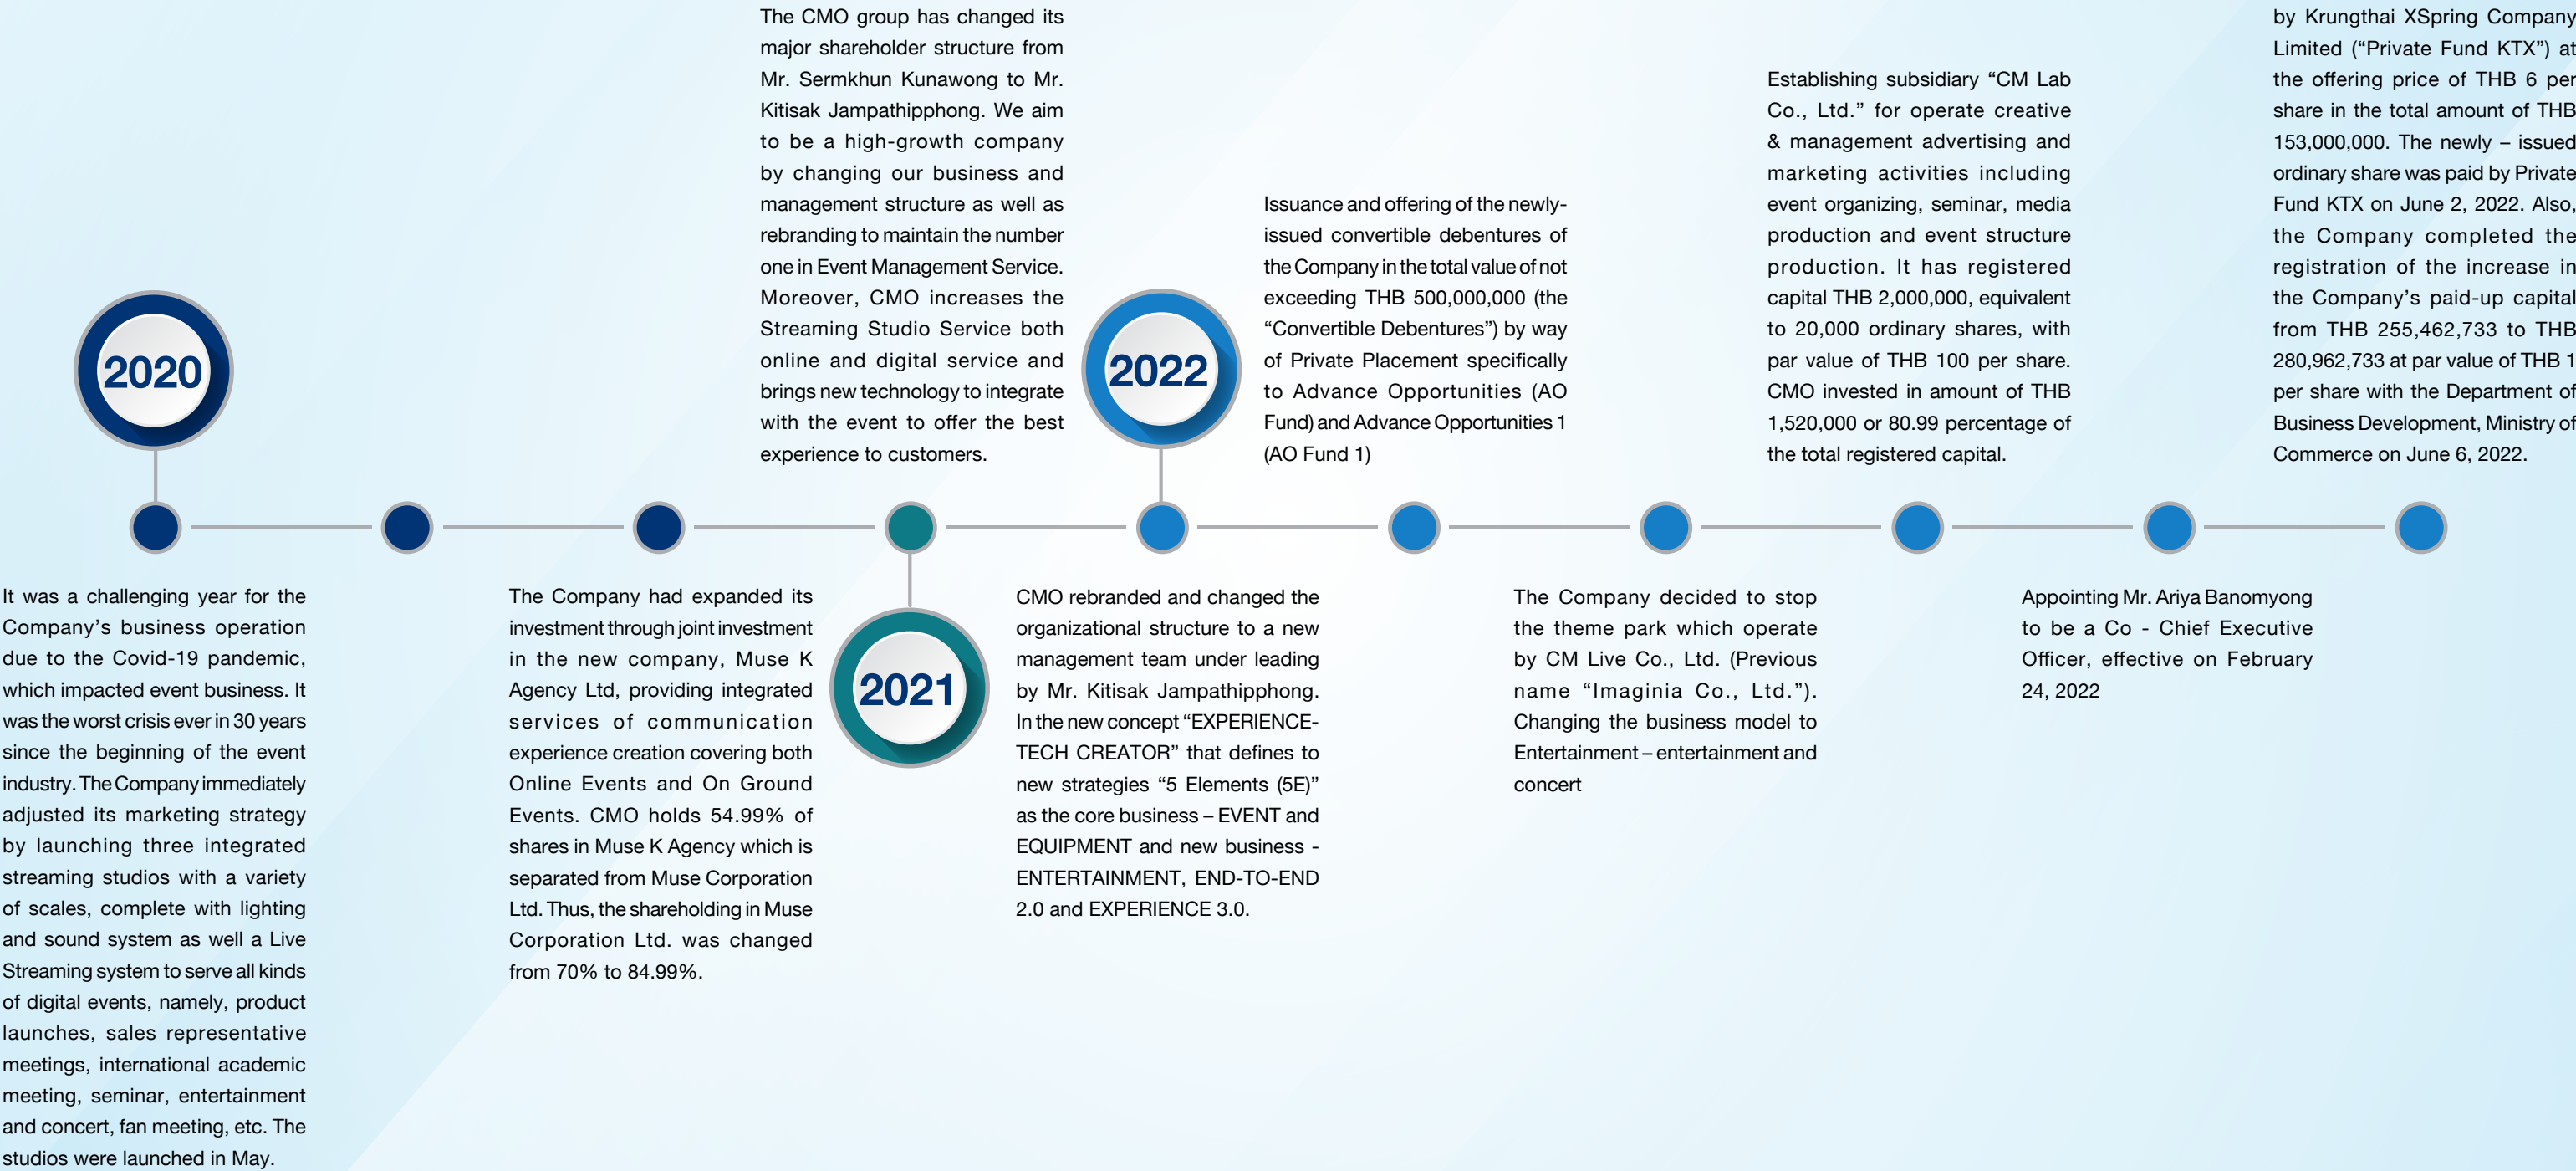 2020
It was a challenging year for the
Company's business operation
due to the Covid-19 pandemic,
which impacted event business. It
was the worst crisis ever in 30 years
since the beginning of the event
industry. The Company immediately
adjusted its marketing strategy
by launching three integrated
streaming studios with a variety
of scales, complete with lighting
and sound system as well a Live
Streaming system to serve all kinds
of digital events, namely, product
launches, sales representative
meetings, international academic
meeting, seminar, entertainment
and concert, fan meeting, etc. The
studios were launched in May.
The Company had expanded its
investment through joint investment
in the new company, Muse K
Agency Ltd, providing integrated
services of communication
experience creation covering both
Online Events and On Ground
Events. CMO holds 54.99% of
shares in Muse K Agency which is
separated from Muse Corporation
Ltd. Thus, the shareholding in Muse
Corporation Ltd. was changed
from 70% to 84.99%.
The CMO group has changed its
major shareholder structure from
Mr. Sermkhun Kunawong to Mr.
Kitisak Jampathipphong. We aim
to be a high-growth company
by changing our business and
management structure as well as
rebranding to maintain the number
one in Event Management Service.
Moreover, CMO increases the
Streaming Studio Service both
online and digital service and
brings new technology to integrate
with the event to offer the best
experience to customers.
2021
2022
CMO rebranded and changed the
organizational structure to a new
management team under leading
by Mr. Kitisak Jampathipphong.
In the new concept “EXPERIENCE-
TECH CREATOR” that defines to
new strategies “5 Elements (5E)”
as the core business – EVENT and
EQUIPMENT and new business -
ENTERTAINMENT, END-TO-END
2.0 and EXPERIENCE 3.0.
Issuance and offering of the newly-
issued convertible debentures of
the Company in the total value of not
exceeding THB 500,000,000 (the
“Convertible Debentures”) by way
of Private Placement specifically
to Advance Opportunities (AO
Fund) and Advance Opportunities 1
(AO Fund 1)
The Company decided to stop
the theme park which operate
by CM Live Co., Ltd. (Previous
name “Imaginia Co., Ltd.”).
Changing the business model to
Entertainment – entertainment and
concert
Establishing subsidiary “CM Lab
Co., Ltd.” for operate creative
& management advertising and
marketing activities including
event organizing, seminar, media
production and event structure
production. It has registered
capital THB 2,000,000, equivalent
to 20,000 ordinary shares, with
par value of THB 100 per share.
CMO invested in amount of THB
1,520,000 or 80.99 percentage of
the total registered capital.
Appointing Mr. Ariya Banomyong
to be a Co - Chief Executive
Officer, effective on February
24, 2022
by Krungthai XSpring Company
Limited (“Private Fund KTX”) at
the offering price of THB 6 per
share in the total amount of THB
153,000,000. The newly – issued
ordinary share was paid by Private
Fund KTX on June 2, 2022. Also,
the Company completed the
registration of the increase in
the Company's paid-up capital
from THB 255,462,733 to THB
280,962,733 at par value of THB 1
per share with the Department of
Business Development, Ministry of
Commerce on June 6, 2022.